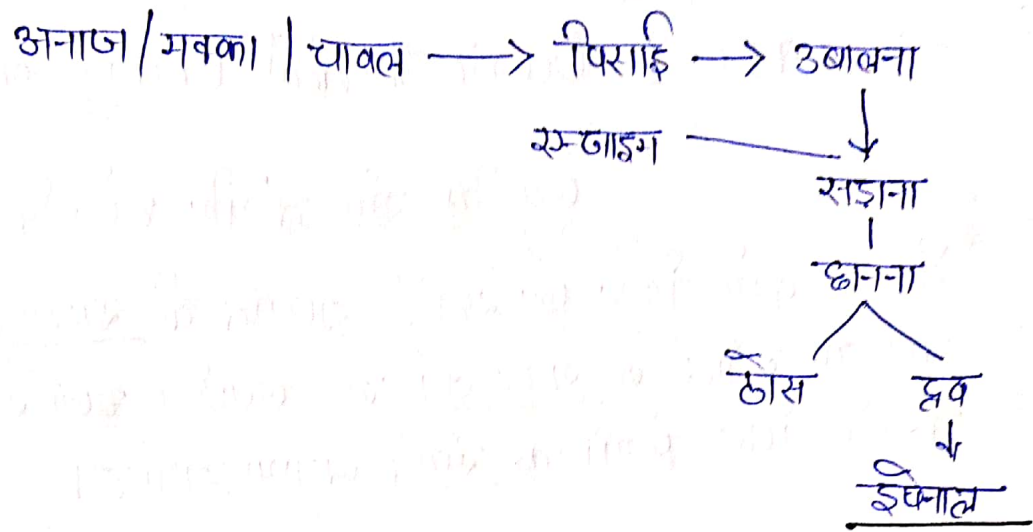 अनाज / मक्का / चावल → पिसाई → उबालना
↓
एन्जाइम
सड़ाना
छानना
ठोस द्रव
↓
इथेनाल